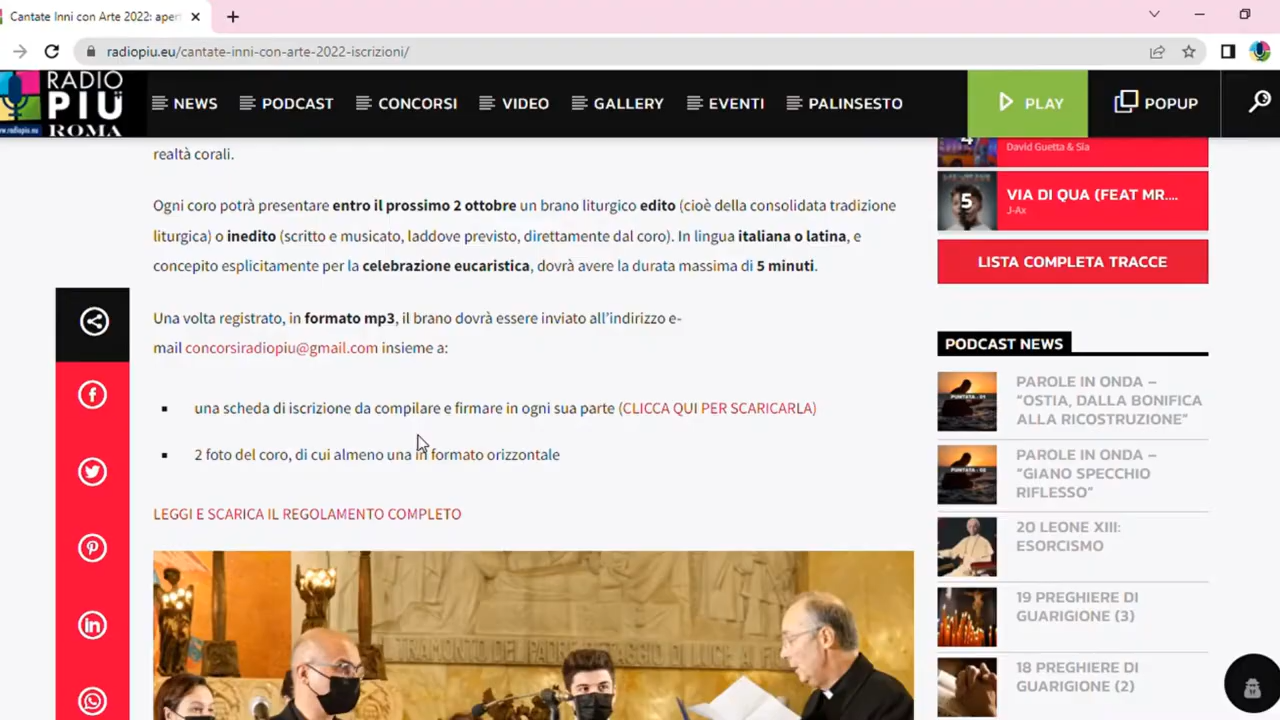 Cantate Inni con Arte 2022: aper
radiopiu.eu/cantate-inni-con-arte-2022-iscrizioni/
RADIO
PIÙ
ROMA
www.radiopiu.eu
NEWS
PODCAST
CONCORSI
VIDEO
GALLERY
EVENTI
PALINSESTO
PLAY
POPUP
realtà corali.
Ogni coro potrà presentare entro il prossimo 2 ottobre un brano liturgico edito (cioè della consolidata tradizione
liturgica) o inedito (scritto e musicato, laddove previsto, direttamente dal coro). In lingua italiana o latina, e
concepito esplicitamente per la celebrazione eucaristica, dovrà avere la durata massima di 5 minuti.
Una volta registrato, in formato mp3, il brano dovrà essere inviato all'indirizzo e-
mail concorsiradiopiu@gmail.com insieme a:
una scheda di iscrizione da compilare e firmare in ogni sua parte (CLICCA QUI PER SCARICARLA)
2 foto del coro, di cui almeno una in formato orizzontale
LEGGI E SCARICA IL REGOLAMENTO COMPLETO
TRAMONTO DEL PADRE
4
David Guetta & Sia
5
VIA DI QUA (FEAT MR....
J-Ax
LISTA COMPLETA TRACCE
PODCAST NEWS
PAROLE IN ONDA –
“OSTIA, DALLA BONIFICA
ALLA RICOSTRUZIONE”
PAROLE IN ONDA –
“GIANO SPECCHIO
RIFLESSO”
20 LEONE XIII:
ESORCISMO
19 PREGHIERE DI
GUARIGIONE (3)
18 PREGHIERE DI
GUARIGIONE (2)